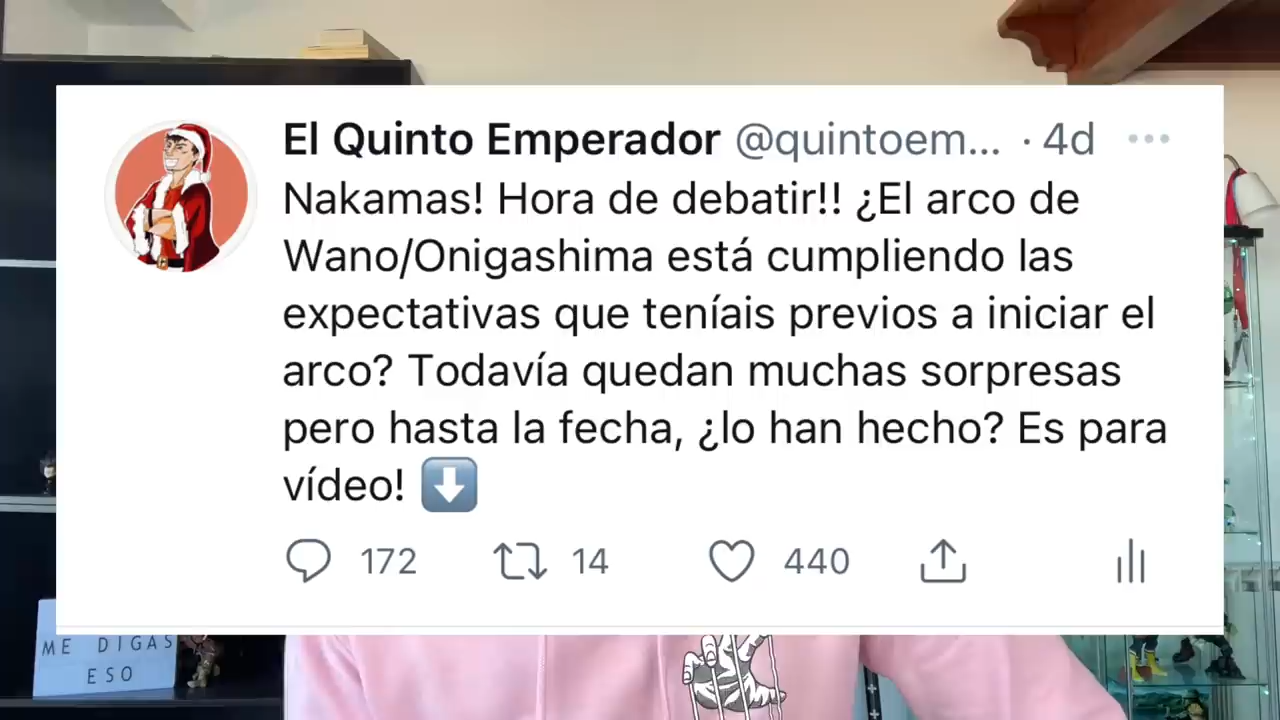 El Quinto Emperador @quintoem... · 4d
Nakamas! Hora de debatir!! ¿El arco de
Wano/Onigashima está cumpliendo las
expectativas que teníais previos a iniciar el
arco? Todavía quedan muchas sorpresas
pero hasta la fecha, ¿lo han hecho? Es para
vídeo! ⬇️
172 14 440
ME DIGAS
ESO